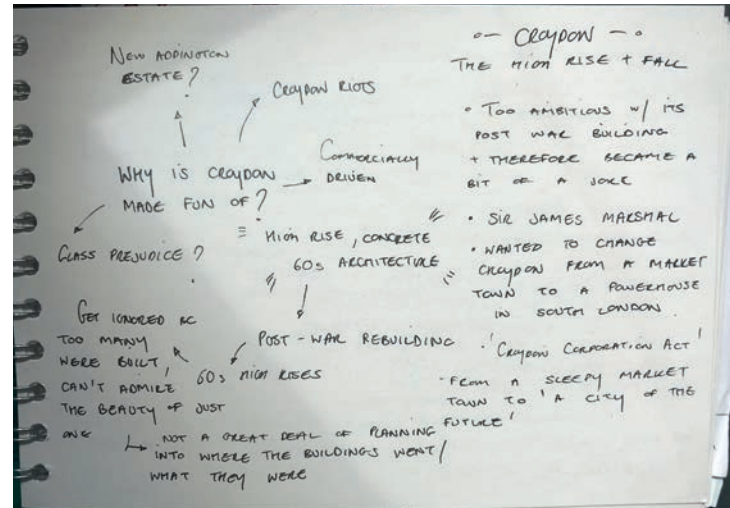 NEW ADDINGTON
ESTATE?
CROYDON RIOTS
WHY IS CROYDON
MADE FUN OF?
COMMERCIALLY
DRIVEN
CLASS PREJUDICE?
HIGH RISE, CONCRETE
60s ARCHITECTURE
POST-WAR REBUILDING
60s HIGH RISES
GET IGNORED BC
TOO MANY
WERE BUILT,
CAN'T ADMIRE
THE BEAUTY OF JUST
ONE
NOT A GREAT DEAL OF PLANNING
INTO WHERE THE BUILDINGS WENT/
WHAT THEY WERE
CROYDON
THE HIGH RISE + FALL
• TOO AMBITIOUS W/ ITS
POST WAR BUILDING
+ THEREFORE BECAME A
BIT OF A JOKE
• SIR JAMES MARSHAL
• WANTED TO CHANGE
CROYDON FROM A MARKET
TOWN TO A POWERHOUSE
IN SOUTH LONDON.
• 'CROYDON CORPORATION ACT'
• FROM A SLEEPY MARKET
TOWN TO 'A CITY OF THE
FUTURE'